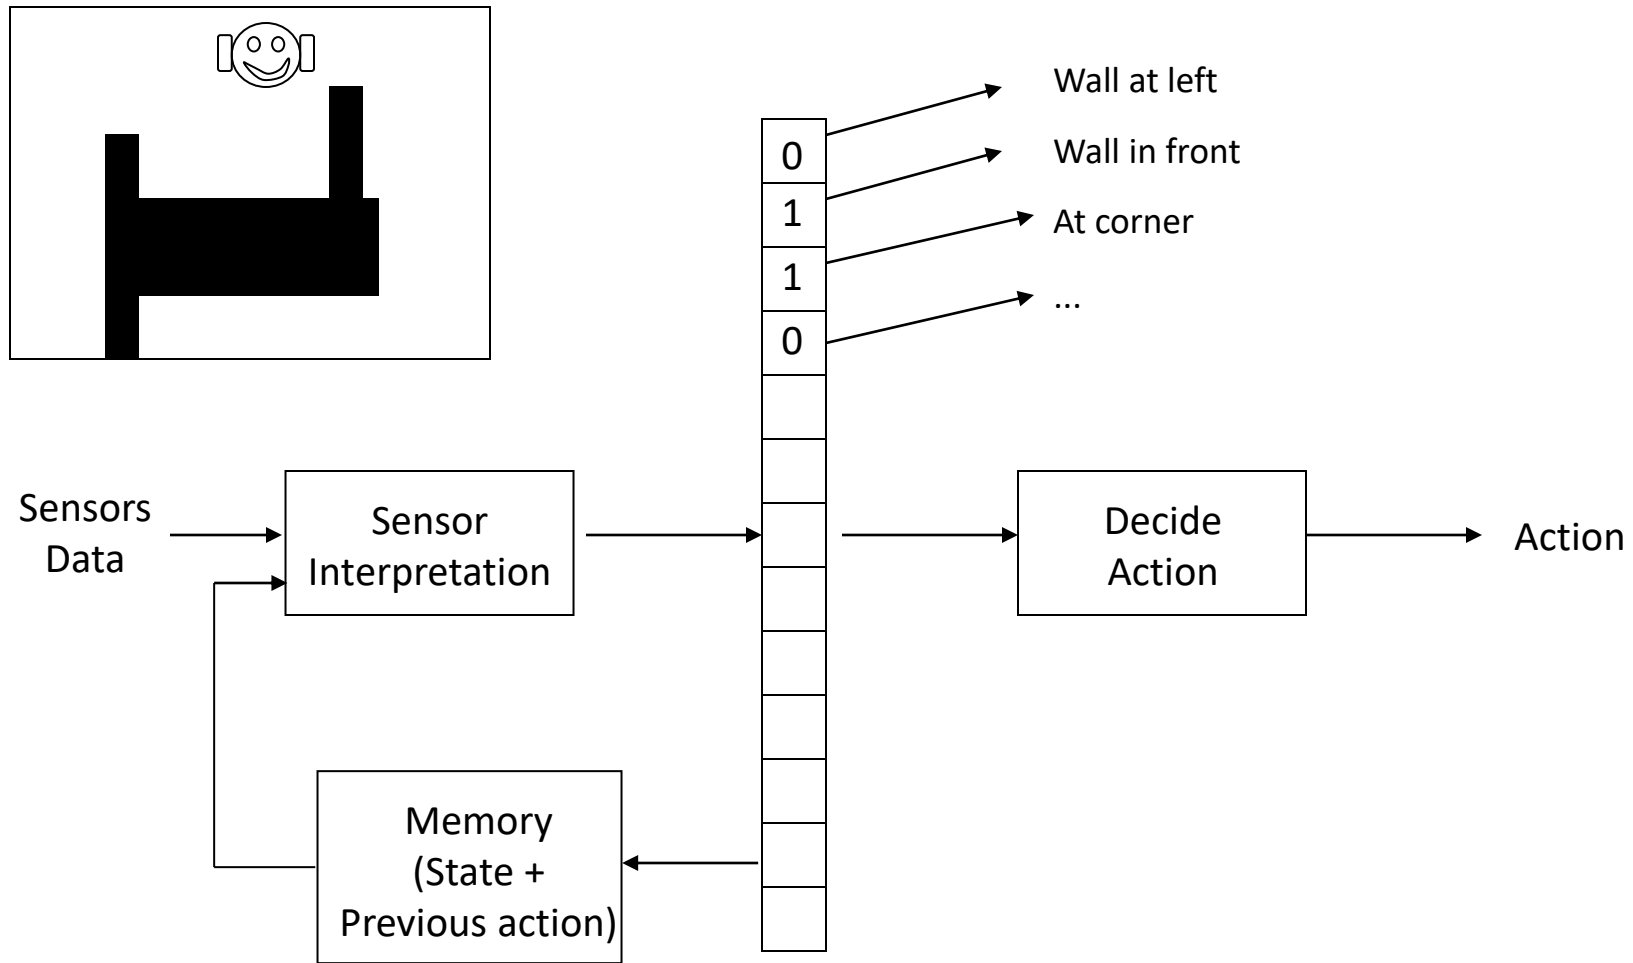 Wall at left
Wall in front
At corner
...
0
1
1
0
Sensors
Data
Sensor
Interpretation
Decide
Action
Action
Memory
(State +
Previous action)